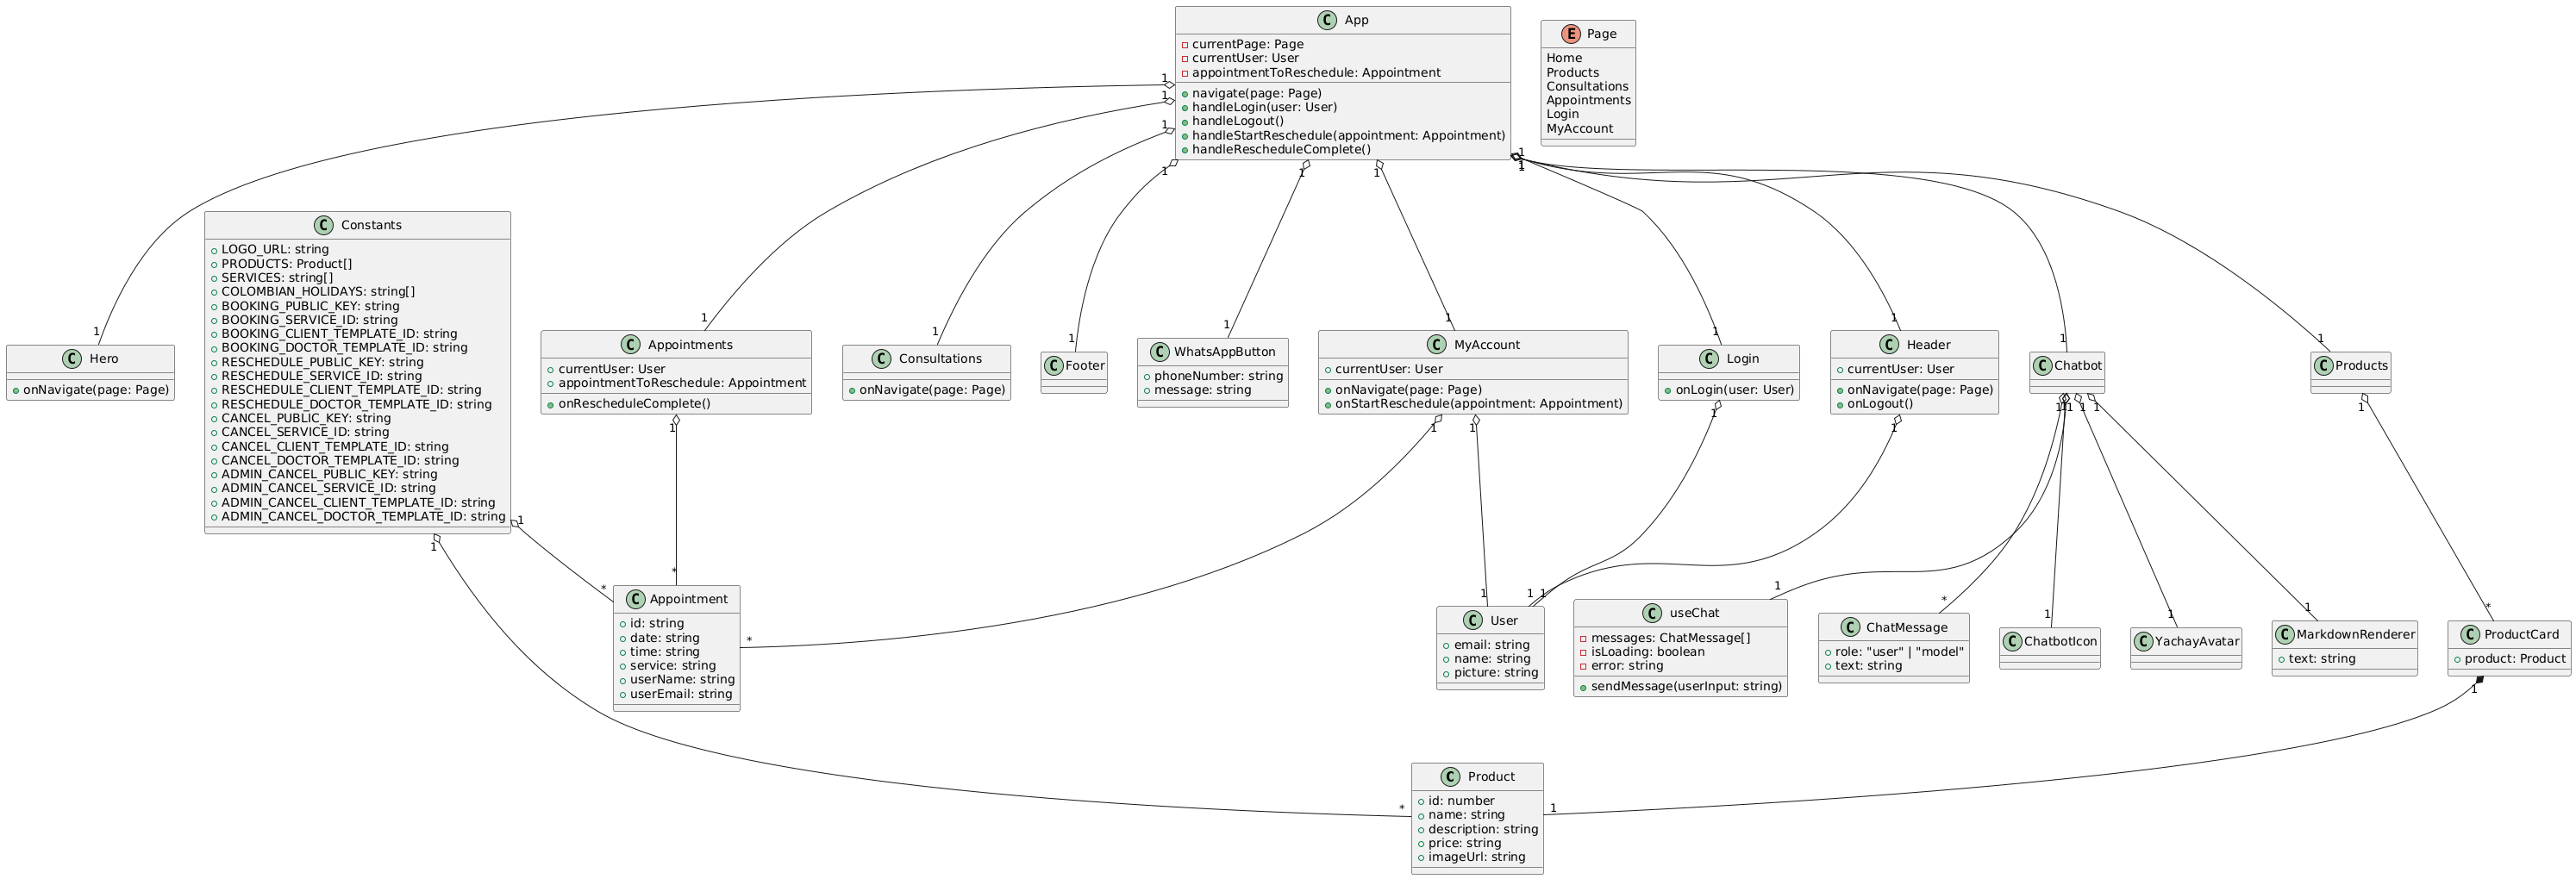 App
currentPage: Page
currentUser: User
appointmentToReschedule: Appointment
navigate(page: Page)
handleLogin(user: User)
handleLogout()
handleStartReschedule(appointment: Appointment)
handleRescheduleComplete()
Page
Home
Products
Consultations
Appointments
Login
MyAccount
1
1
1
1
1
1
1
1
1
Constants
LOGO_URL: string
PRODUCTS: Product[]
SERVICES: string[]
COLOMBIAN_HOLIDAYS: string[]
BOOKING_PUBLIC_KEY: string
BOOKING_SERVICE_ID: string
BOOKING_CLIENT_TEMPLATE_ID: string
BOOKING_DOCTOR_TEMPLATE_ID: string
RESCHEDULE_PUBLIC_KEY: string
RESCHEDULE_SERVICE_ID: string
RESCHEDULE_CLIENT_TEMPLATE_ID: string
RESCHEDULE_DOCTOR_TEMPLATE_ID: string
CANCEL_PUBLIC_KEY: string
CANCEL_SERVICE_ID: string
CANCEL_CLIENT_TEMPLATE_ID: string
CANCEL_DOCTOR_TEMPLATE_ID: string
ADMIN_CANCEL_PUBLIC_KEY: string
ADMIN_CANCEL_SERVICE_ID: string
ADMIN_CANCEL_CLIENT_TEMPLATE_ID: string
ADMIN_CANCEL_DOCTOR_TEMPLATE_ID: string
1
1
1
1
1
1
1
1
1
1
Hero
onNavigate(page: Page)
Appointments
currentUser: User
appointmentToReschedule: Appointment
onRescheduleComplete()
Consultations
onNavigate(page: Page)
Footer
WhatsAppButton
phoneNumber: string
message: string
MyAccount
currentUser: User
onNavigate(page: Page)
onStartReschedule(appointment: Appointment)
Login
onLogin(user: User)
Header
currentUser: User
onNavigate(page: Page)
onLogout()
Chatbot
Products
1
1
1
1
1
1
1
1
1
1
1
1
1
*
*
*
1
1
1
1
*
1
1
1
*
Appointment
id: string
date: string
time: string
service: string
userName: string
userEmail: string
User
email: string
name: string
picture: string
useChat
messages: ChatMessage[]
isLoading: boolean
error: string
sendMessage(userInput: string)
ChatMessage
role: "user" | "model"
text: string
ChatbotIcon
YachayAvatar
MarkdownRenderer
text: string
ProductCard
product: Product
1
*
1
Product
id: number
name: string
description: string
price: string
imageUrl: string